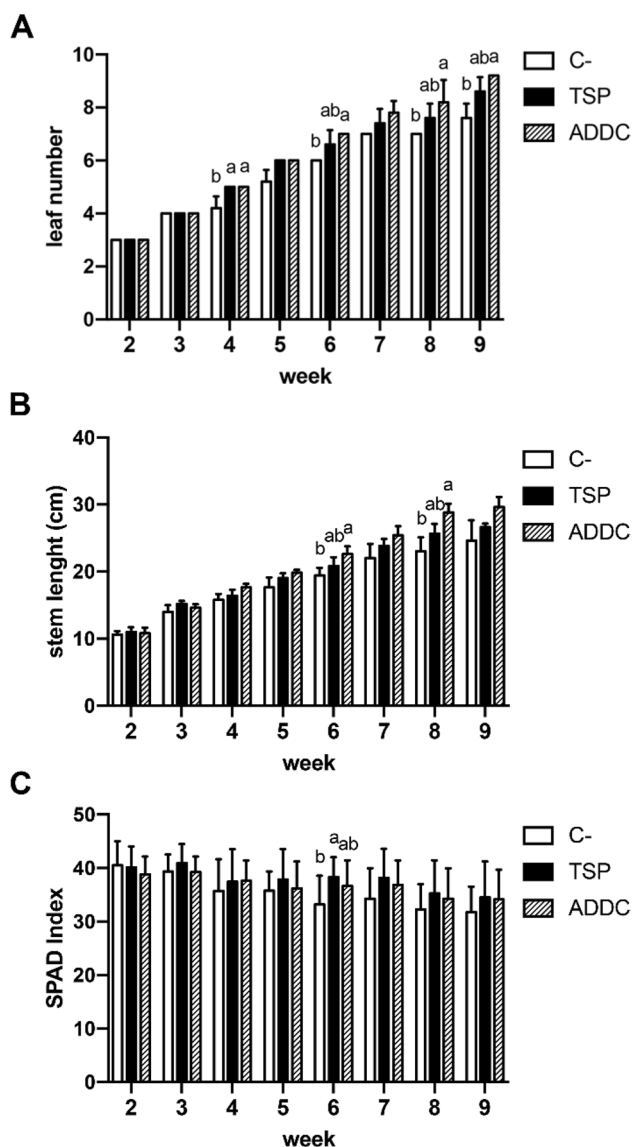 A
10
8
6
4
2
0
leaf number
b a a
b ab a
b ab a
b ab a
2 3 4 5 6 7 8 9
week
C-
TSP
ADDC
B
40
30
20
10
0
stem lenght (cm)
b ab a
b ab a
2 3 4 5 6 7 8 9
week
C-
TSP
ADDC
C
50
40
30
20
10
0
SPAD Index
b a ab
2 3 4 5 6 7 8 9
week
C-
TSP
ADDC